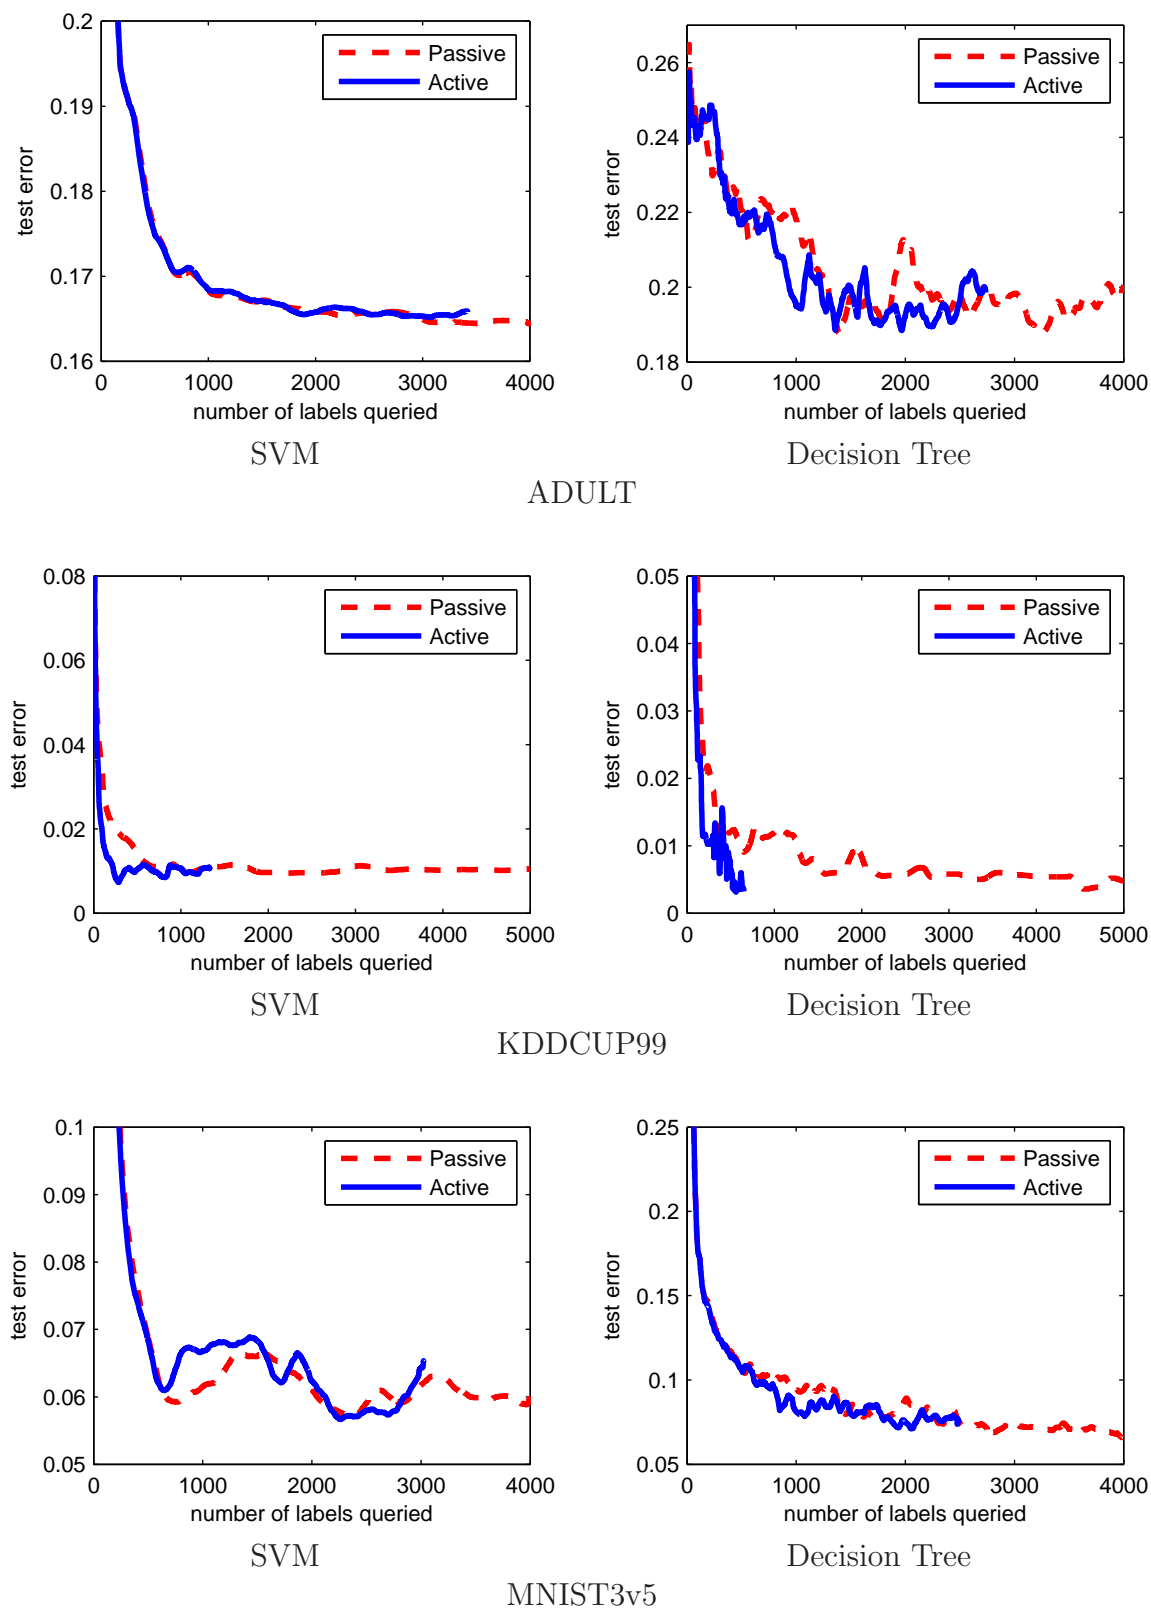 0.2
0.19
0.18
0.17
0.16
test error
Passive
Active
0 1000 2000 3000 4000
number of labels queried
SVM
0.26
0.24
0.22
0.2
0.18
test error
Passive
Active
0 1000 2000 3000 4000
number of labels queried
Decision Tree
ADULT
0.08
0.06
0.04
0.02
0
test error
Passive
Active
0 1000 2000 3000 4000 5000
number of labels queried
SVM
0.05
0.04
0.03
0.02
0.01
0
test error
Passive
Active
0 1000 2000 3000 4000 5000
number of labels queried
Decision Tree
KDDCUP99
0.1
0.09
0.08
0.07
0.06
0.05
test error
Passive
Active
0 1000 2000 3000 4000
number of labels queried
SVM
0.25
0.2
0.15
0.1
0.05
test error
Passive
Active
0 1000 2000 3000 4000
number of labels queried
Decision Tree
MNIST3v5